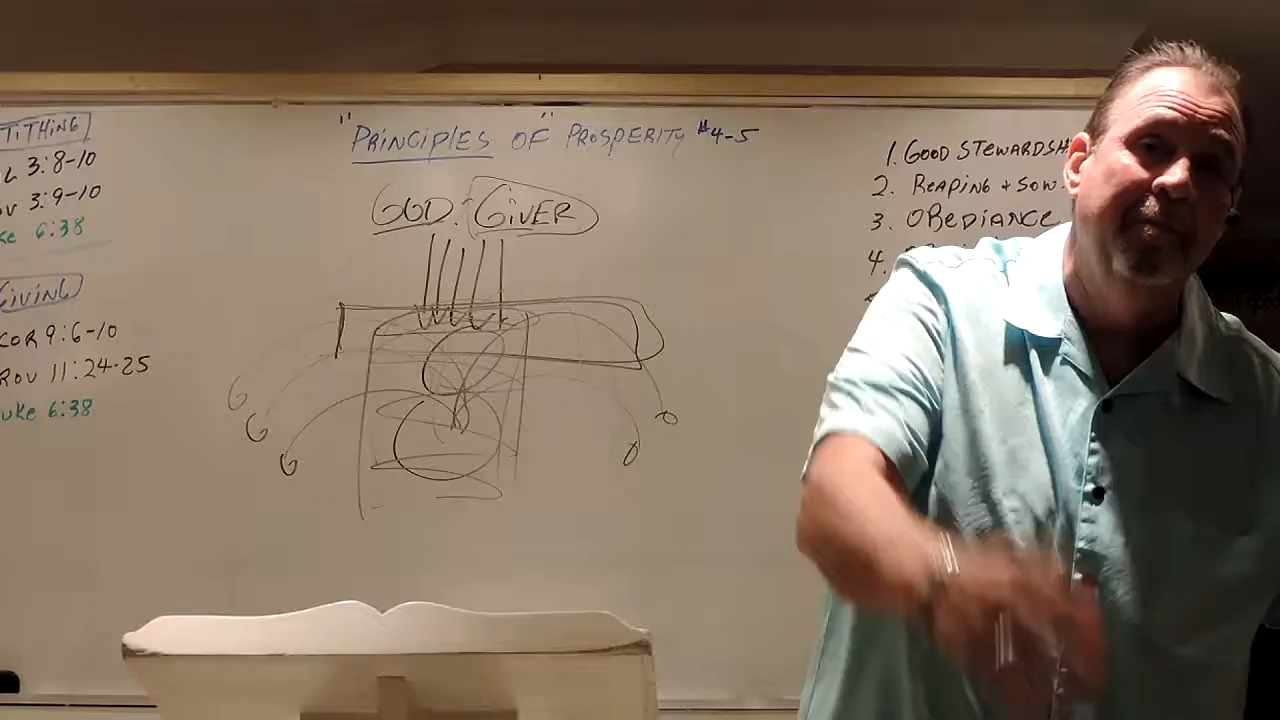 TITHING
3:8-10
3:9-10
6:38
GIVING
COR 9:6-10
11:24-25
6:38
"PRINCIPLES OF" PROSPERITY #4-5
GOD: GIVER
1. GOOD STEWARDSH
2. REAPING + SOW
3. OBEDIANCE
4.